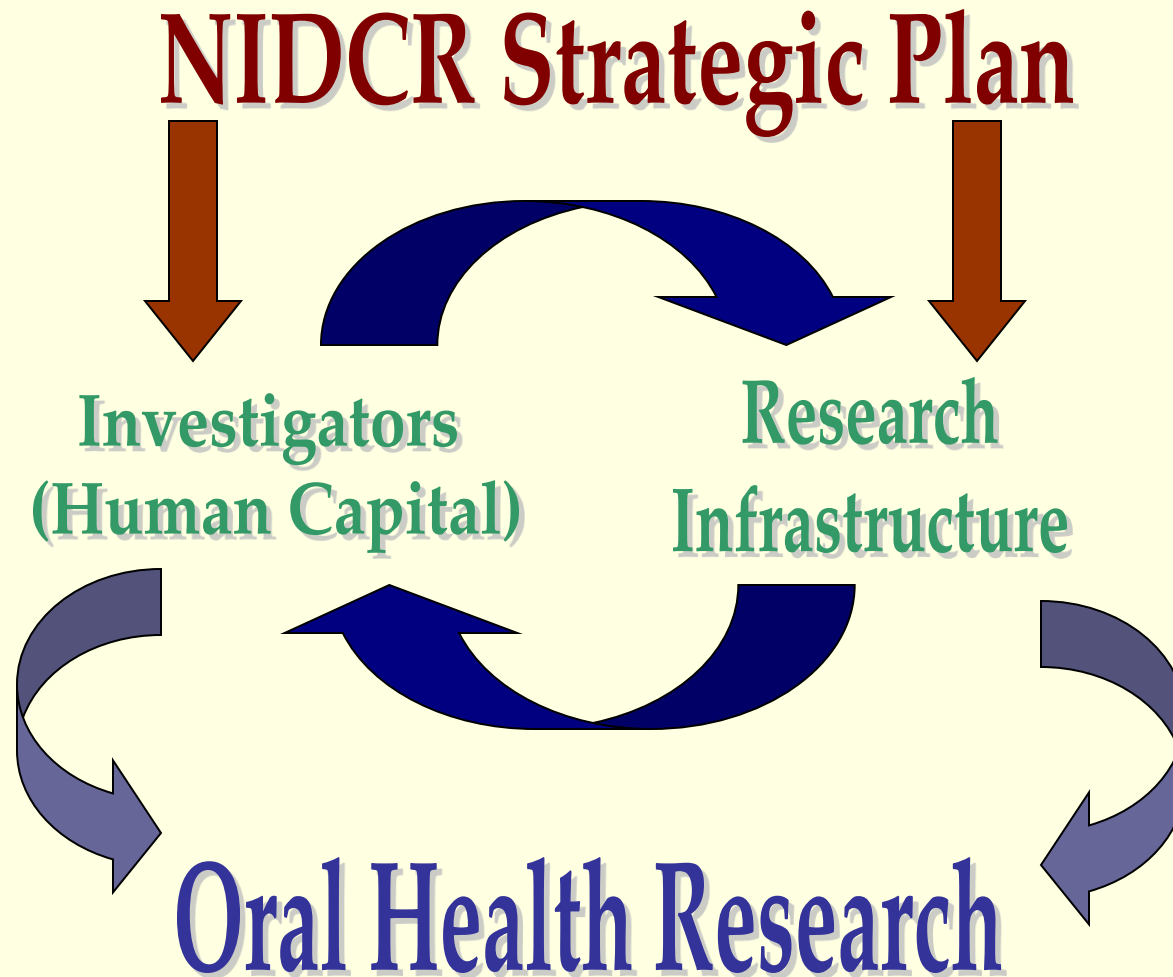 NIDCR Strategic Plan
Investigators
(Human Capital)
Research
Infrastructure
Oral Health Research